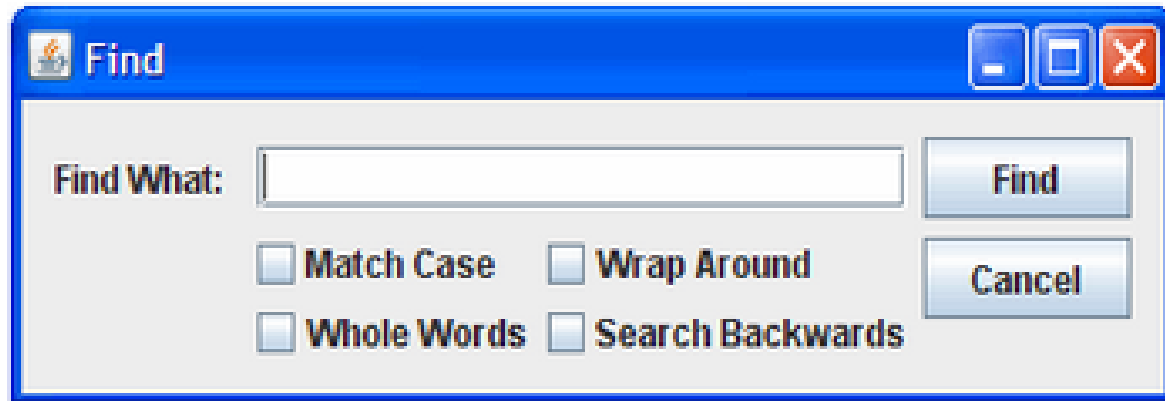 Find
Find What: Find
Match Case Wrap Around Cancel
Whole Words Search Backwards